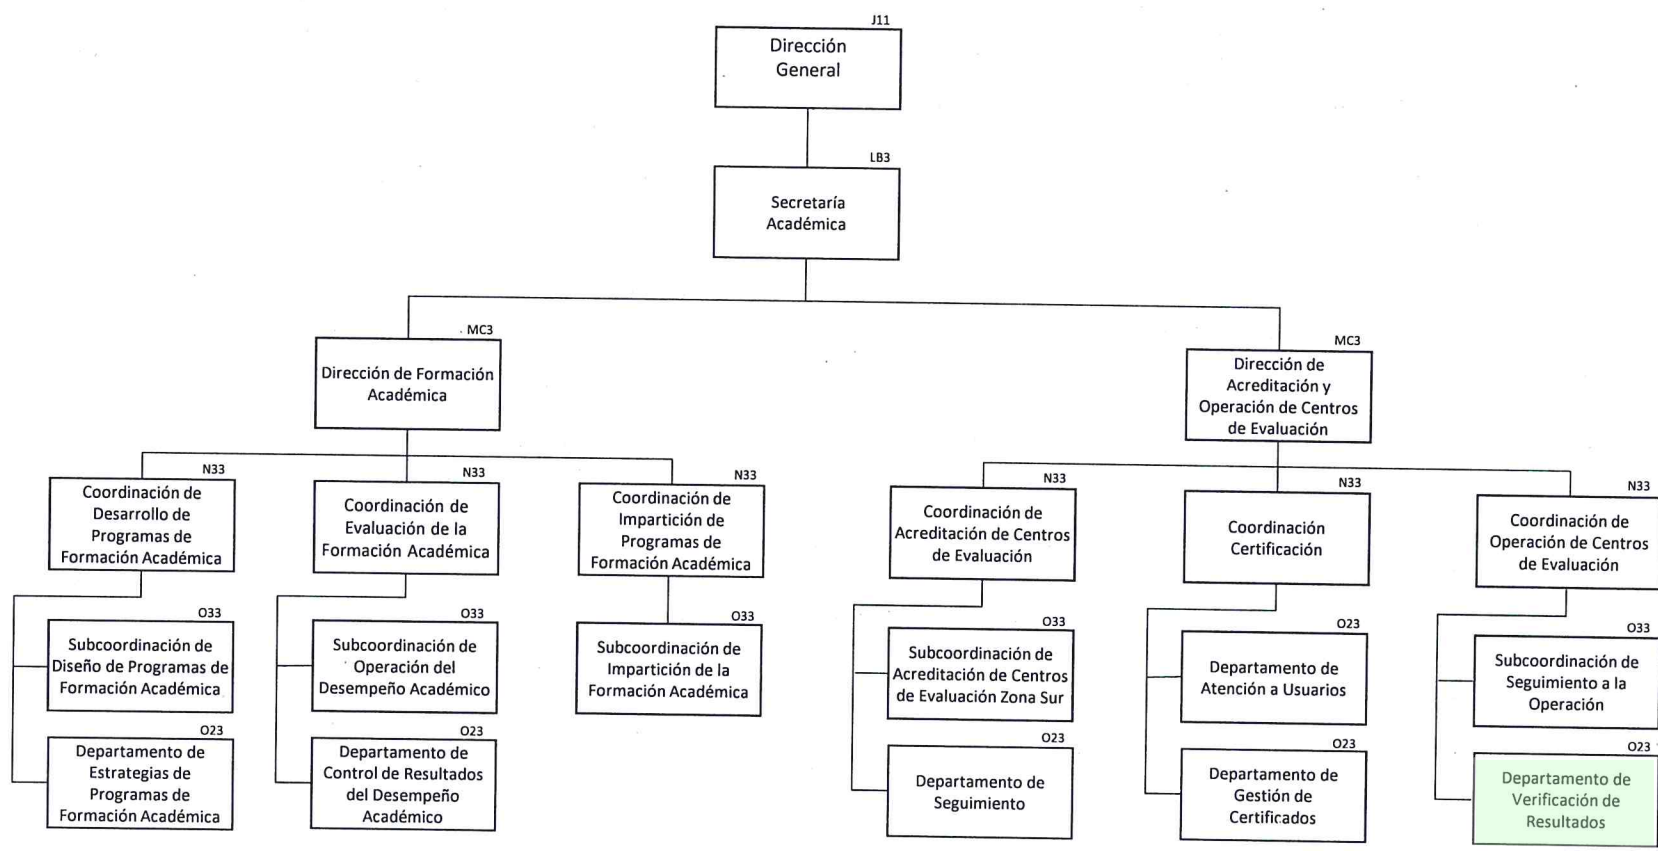 J11
Dirección
General
LB3
Secretaría
Académica
MC3
Dirección de Formación
Académica
MC3
Dirección de
Acreditación y
Operación de Centros
de Evaluación
N33
Coordinación de
Desarrollo de
Programas de
Formación Académica
N33
Coordinación de
Evaluación de la
Formación Académica
N33
Coordinación de
Impartición de
Programas de
Formación Académica
N33
Coordinación de
Acreditación de Centros
de Evaluación
N33
Coordinación
Certificación
N33
Coordinación de
Operación de Centros
de Evaluación
O33
Subcoordinación de
Diseño de Programas de
Formación Académica
O33
Subcoordinación de
Operación del
Desempeño Académico
O33
Subcoordinación de
Impartición de la
Formación Académica
O33
Subcoordinación de
Acreditación de Centros
de Evaluación Zona Sur
O23
Departamento de
Atención a Usuarios
O33
Subcoordinación de
Seguimiento a la
Operación
O23
Departamento de
Estrategias de
Programas de
Formación Académica
O23
Departamento de
Control de Resultados
del Desempeño
Académico
O23
Departamento de
Seguimiento
O23
Departamento de
Gestión de
Certificados
O23
Departamento de
Verificación de
Resultados